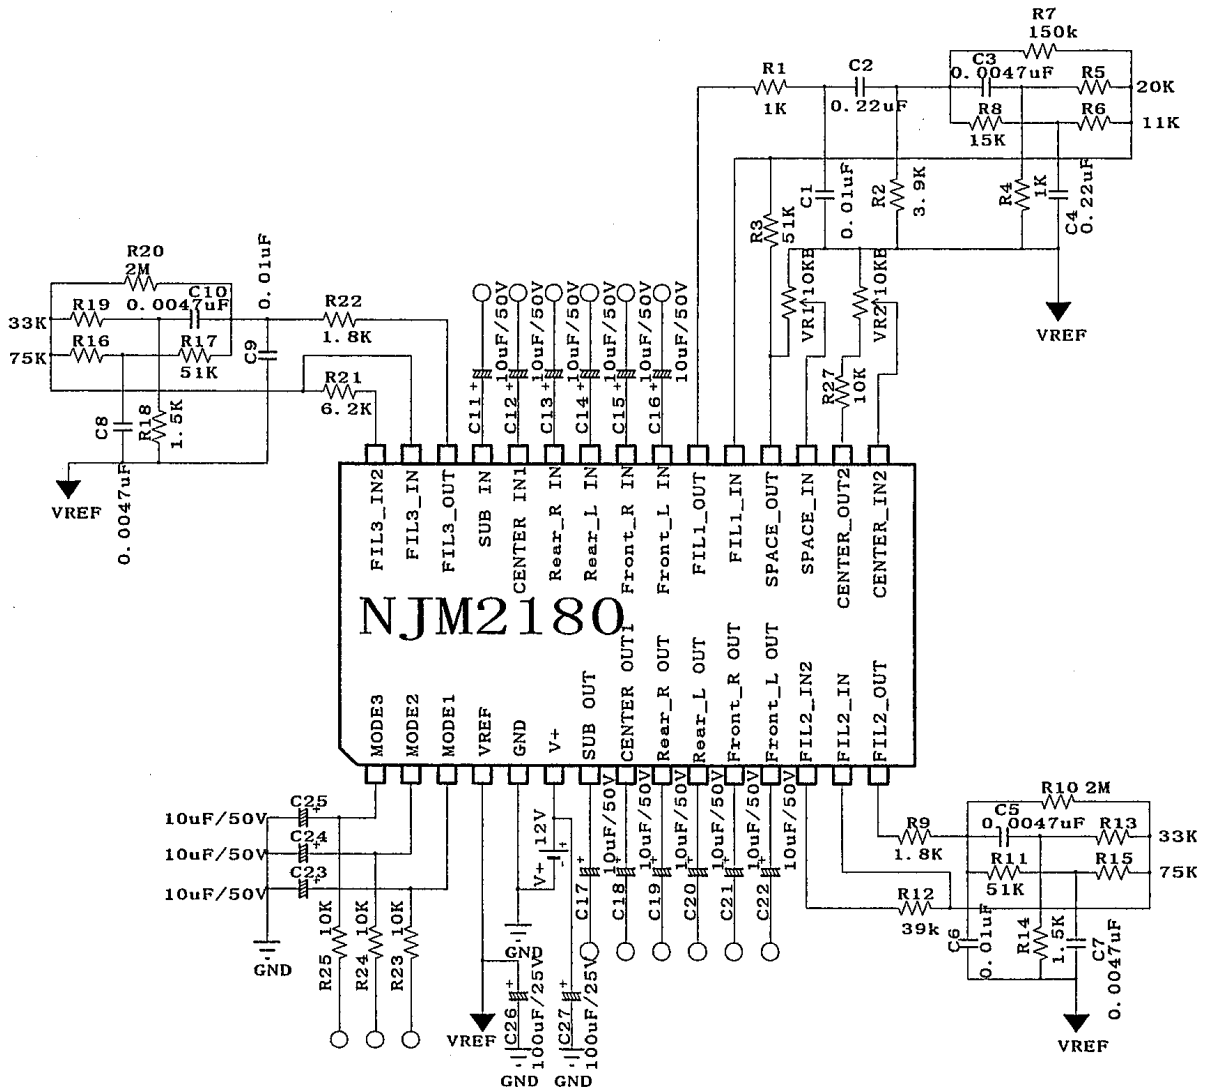 R7
150k
R1
C2
C3
0.0047uF
R5
20K
1K
0.22uF
R8
R6
11K
15K
C1
0.01uF
R2
3.9K
R4
1K
C4
0.22uF
R3
51K
VR1
10KB
VR2
10KB
VREF
R27
10K
R20
2M
C10
0.0047uF
0.01uF
R19
R22
33K
1.8K
R16
R17
75K
51K
C9
R21
6.2K
C8
R18
1.5K
VREF
0.0047uF
C11
+
10uF/50V
C12
+
10uF/50V
C13
+
10uF/50V
C14
+
10uF/50V
C15
+
10uF/50V
C16
+
10uF/50V
FIL3_IN2
FIL3_IN
FIL3_OUT
SUB IN
CENTER IN1
Rear_R IN
Rear_L IN
Front_R IN
Front_L IN
FIL1_OUT
FIL1_IN
SPACE_OUT
SPACE_IN
CENTER_OUT2
CENTER_IN2
NJM2180
MODE3
MODE2
MODE1
VREF
GND
V+
SUB OUT
CENTER OUT1
Rear_R OUT
Rear_L OUT
Front_R OUT
Front_L OUT
FIL2_IN2
FIL2_IN
FIL2_OUT
C25
+
10uF/50V
C24
+
10uF/50V
C23
+
10uF/50V
GND
R25
10K
R24
10K
R23
10K
VREF
V+
12V
+
-
GND
C26
+
100uF/25V
GND
C27
+
100uF/25V
GND
C17
+
10uF/50V
C18
+
10uF/50V
C19
+
10uF/50V
C20
+
10uF/50V
C21
+
10uF/50V
C22
+
10uF/50V
R10 2M
C5
0.0047uF
R9
R13
33K
1.8K
R11
R15
75K
51K
R12
39k
C6
0.01uF
R14
1.5K
C7
0.0047uF
VREF